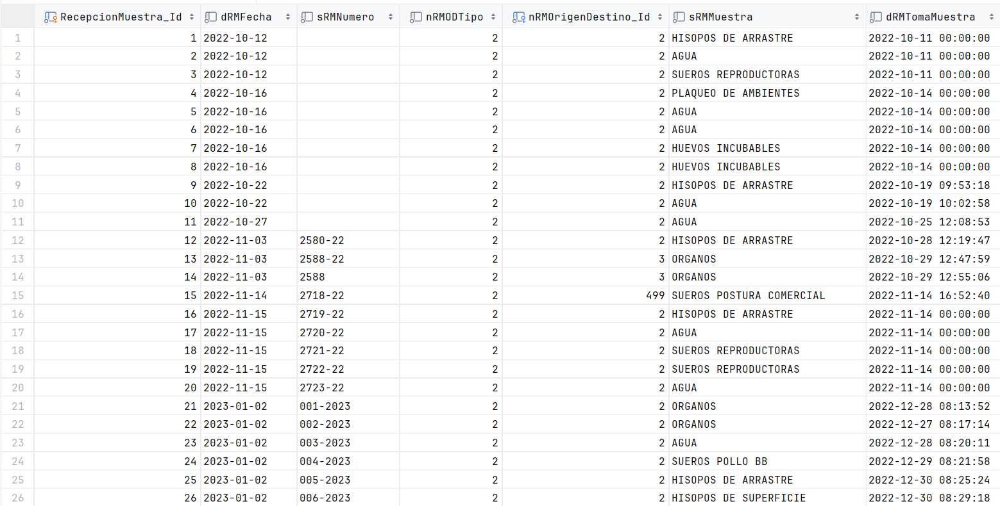 RecepcionMuestra_Id dRMFecha sRMNumero nRMODTipo nRMOrigenDestino_Id sRMMuestra dRMTomaMuestra
1 1 2022-10-12 2 2 HISOPOS DE ARRASTRE 2022-10-11 00:00:00
2 2 2022-10-12 2 2 AGUA 2022-10-11 00:00:00
3 3 2022-10-12 2 2 SUEROS REPRODUCTORAS 2022-10-11 00:00:00
4 4 2022-10-16 2 2 PLAQUEO DE AMBIENTES 2022-10-14 00:00:00
5 5 2022-10-16 2 2 AGUA 2022-10-14 00:00:00
6 6 2022-10-16 2 2 AGUA 2022-10-14 00:00:00
7 7 2022-10-16 2 2 HUEVOS INCUBABLES 2022-10-14 00:00:00
8 8 2022-10-16 2 2 HUEVOS INCUBABLES 2022-10-14 00:00:00
9 9 2022-10-22 2 2 HISOPOS DE ARRASTRE 2022-10-19 09:53:18
10 10 2022-10-22 2 2 AGUA 2022-10-19 10:02:58
11 11 2022-10-27 2 2 AGUA 2022-10-25 12:08:53
12 12 2022-11-03 2580-22 2 2 HISOPOS DE ARRASTRE 2022-10-28 12:19:47
13 13 2022-11-03 2588-22 2 3 ORGANOS 2022-10-29 12:47:59
14 14 2022-11-03 2588 2 3 ORGANOS 2022-10-29 12:55:06
15 15 2022-11-14 2718-22 2 499 SUEROS POSTURA COMERCIAL 2022-11-14 16:52:40
16 16 2022-11-15 2719-22 2 2 HISOPOS DE ARRASTRE 2022-11-14 00:00:00
17 17 2022-11-15 2720-22 2 2 AGUA 2022-11-14 00:00:00
18 18 2022-11-15 2721-22 2 2 SUEROS REPRODUCTORAS 2022-11-14 00:00:00
19 19 2022-11-15 2722-22 2 2 SUEROS REPRODUCTORAS 2022-11-14 00:00:00
20 20 2022-11-15 2723-22 2 2 AGUA 2022-11-14 00:00:00
21 21 2023-01-02 001-2023 2 2 ORGANOS 2022-12-28 08:13:52
22 22 2023-01-02 002-2023 2 2 ORGANOS 2022-12-27 08:17:14
23 23 2023-01-02 003-2023 2 2 AGUA 2022-12-28 08:20:11
24 24 2023-01-02 004-2023 2 2 SUEROS POLLO BB 2022-12-29 08:21:58
25 25 2023-01-02 005-2023 2 2 HISOPOS DE ARRASTRE 2022-12-30 08:25:24
26 26 2023-01-02 006-2023 2 2 HISOPOS DE SUPERFICIE 2022-12-30 08:29:18